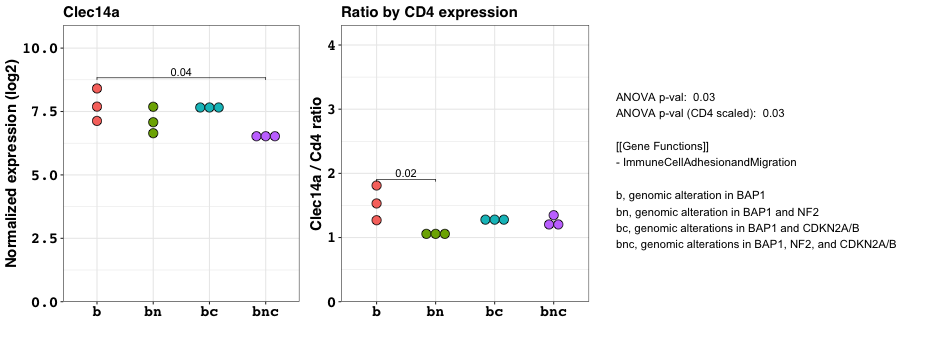 Clec14a
Normalized expression (log2)
10.0
7.5
5.0
2.5
0.0
0.04
b
bn
bc
bnc
Ratio by CD4 expression
Clec14a / Cd4 ratio
4
3
2
1
0
0.02
b
bn
bc
bnc
ANOVA p-val:  0.03
ANOVA p-val (CD4 scaled):  0.03
[[Gene Functions]]
- ImmuneCellAdhesionandMigration
b, genomic alteration in BAP1
bn, genomic alteration in BAP1 and NF2
bc, genomic alterations in BAP1 and CDKN2A/B
bnc, genomic alterations in BAP1, NF2, and CDKN2A/B